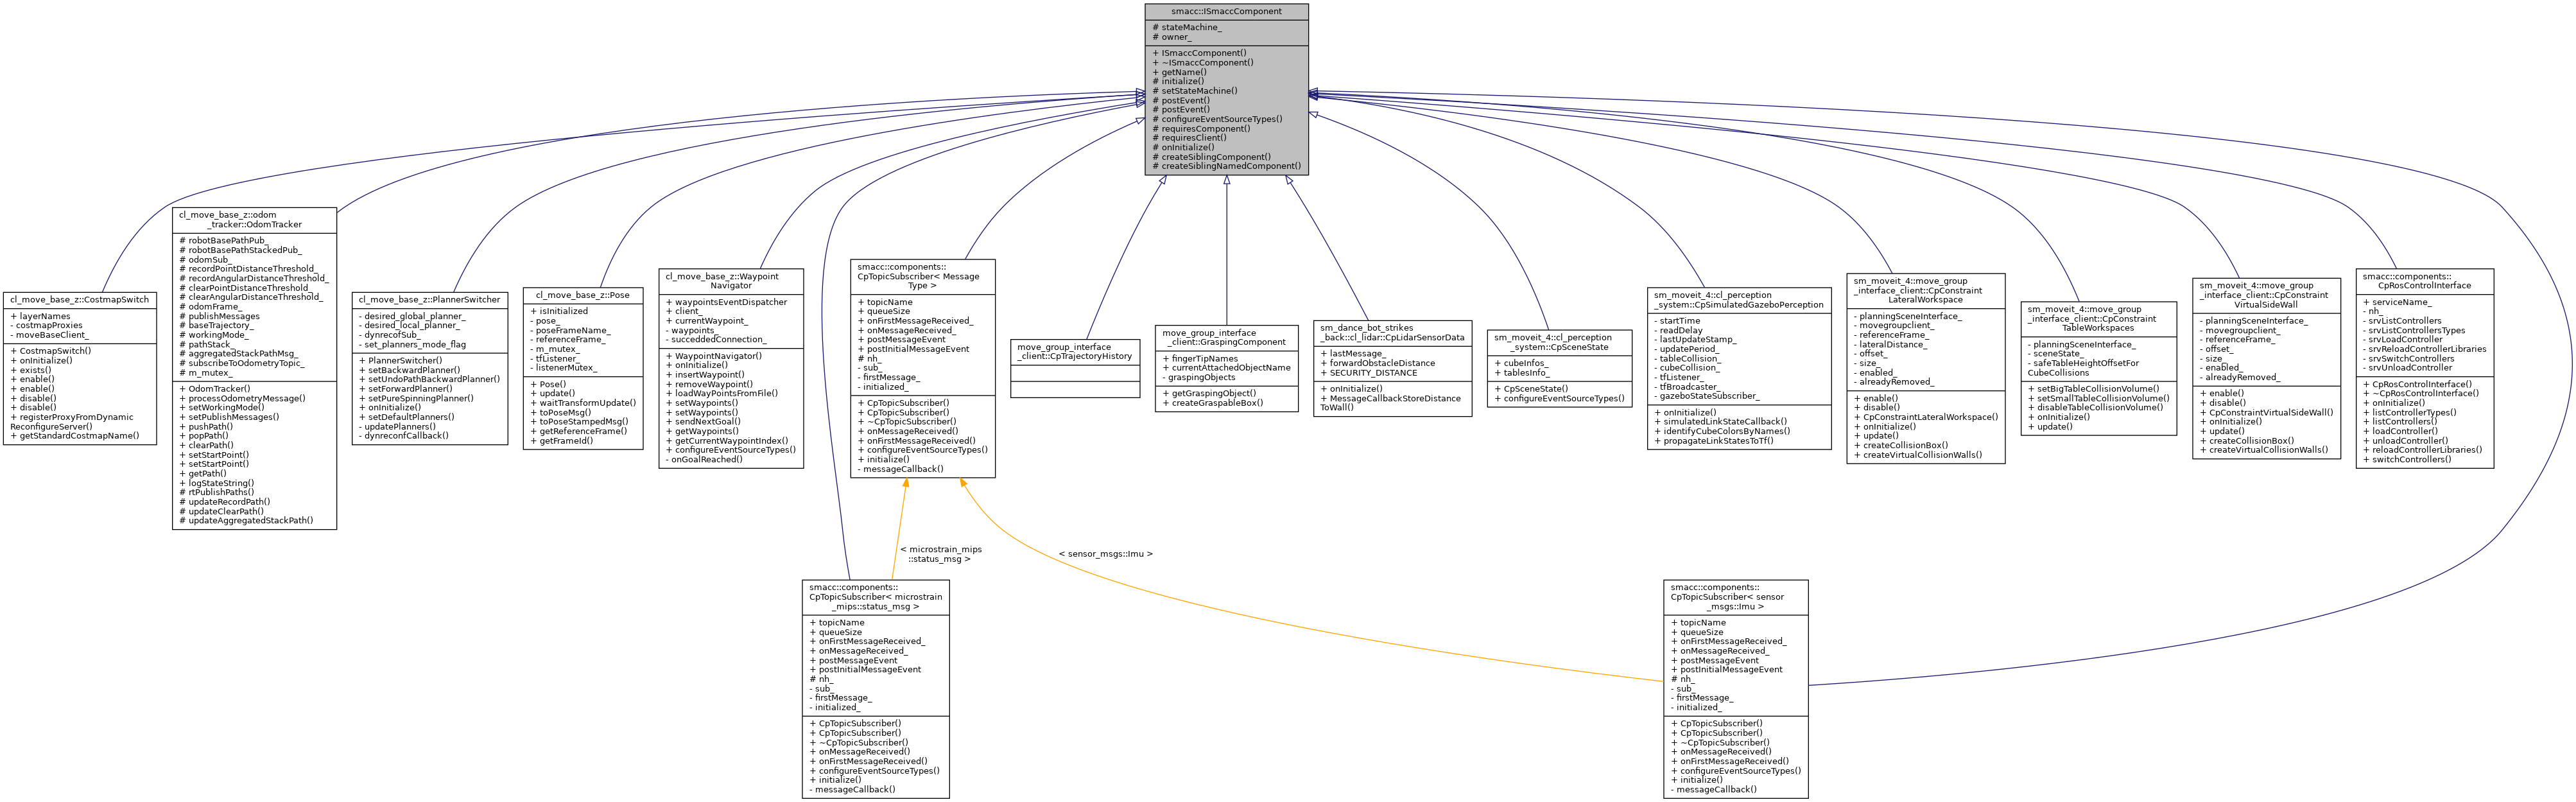 smacc::ISmaccComponent
# stateMachine_
# owner_
+ ISmaccComponent()
+ ~ISmaccComponent()
+ getName()
# initialize()
# setStateMachine()
# postEvent()
# postEvent()
# configureEventSourceTypes()
# requiresComponent()
# requiresClient()
# onInitialize()
# createSiblingComponent()
# createSiblingNamedComponent()
cl_move_base_z::CostmapSwitch
+ layerNames
- costmapProxies
- moveBaseClient_
+ CostmapSwitch()
+ onInitialize()
+ exists()
+ enable()
+ enable()
+ disable()
+ disable()
+ registerProxyFromDynamic
ReconfigureServer()
+ getStandardCostmapName()
cl_move_base_z::odom
_tracker::OdomTracker
# robotBasePathPub_
# robotBasePathStackedPub_
# odomSub_
# recordPointDistanceThreshold_
# recordAngularDistanceThreshold_
# clearPointDistanceThreshold_
# clearAngularDistanceThreshold_
# odomFrame_
# publishMessages
# baseTrajectory_
# workingMode_
# pathStack_
# aggregatedStackPathMsg_
# subscribeToOdometryTopic_
# m_mutex_
+ OdomTracker()
+ processOdometryMessage()
+ setWorkingMode()
+ setPublishMessages()
+ pushPath()
+ popPath()
+ clearPath()
+ setStartPoint()
+ setStartPoint()
+ getPath()
+ logStateString()
# rtPublishPaths()
# updateRecordPath()
# updateClearPath()
# updateAggregatedStackPath()
cl_move_base_z::PlannerSwitcher
- desired_global_planner_
- desired_local_planner_
- dynrecofSub_
- set_planners_mode_flag
+ PlannerSwitcher()
+ setBackwardPlanner()
+ setUndoPathBackwardPlanner()
+ setForwardPlanner()
+ setPureSpinningPlanner()
+ onInitialize()
+ setDefaultPlanners()
- updatePlanners()
- dynreconfCallback()
cl_move_base_z::Pose
+ isInitialized
- pose_
- poseFrameName_
- referenceFrame_
- m_mutex_
- tfListener_
- listenerMutex_
+ Pose()
+ update()
+ waitTransformUpdate()
+ toPoseMsg()
+ toPoseStampedMsg()
+ getReferenceFrame()
+ getFrameId()
cl_move_base_z::Waypoint
Navigator
+ waypointsEventDispatcher
+ client_
+ currentWaypoint_
- waypoints_
- succeddedConnection_
+ WaypointNavigator()
+ onInitialize()
+ insertWaypoint()
+ removeWaypoint()
+ loadWayPointsFromFile()
+ setWaypoints()
+ setWaypoints()
+ sendNextGoal()
+ getWaypoints()
+ getCurrentWaypointIndex()
+ configureEventSourceTypes()
- onGoalReached()
smacc::components::
CpTopicSubscriber< Message
Type >
+ topicName
+ queueSize
+ onFirstMessageReceived_
+ onMessageReceived_
+ postMessageEvent
+ postInitialMessageEvent
# nh_
- sub_
- firstMessage_
- initialized_
+ CpTopicSubscriber()
+ CpTopicSubscriber()
+ ~CpTopicSubscriber()
+ onMessageReceived()
+ onFirstMessageReceived()
+ configureEventSourceTypes()
+ initialize()
- messageCallback()
move_group_interface
_client::CpTrajectoryHistory
move_group_interface
_client::GraspingComponent
+ fingerTipNames
+ currentAttachedObjectName
- graspingObjects
+ getGraspingObject()
+ createGraspableBox()
sm_dance_bot_strikes
_back::cl_lidar::CpLidarSensorData
+ lastMessage_
+ forwardObstacleDistance
+ SECURITY_DISTANCE
+ onInitialize()
+ MessageCallbackStoreDistance
ToWall()
sm_moveit_4::cl_perception
_system::CpSceneState
+ cubeInfos_
+ tablesInfo_
+ CpSceneState()
+ configureEventSourceTypes()
sm_moveit_4::cl_perception
_system::CpSimulatedGazeboPerception
- startTime
- readDelay
- lastUpdateStamp_
- updatePeriod_
- tableCollision_
- cubeCollision_
- tfListener_
- tfBroadcaster_
- gazeboStateSubscriber_
+ onInitialize()
+ simulatedLinkStateCallback()
+ identifyCubeColorsByNames()
+ propagateLinkStatesToTf()
sm_moveit_4::move_group
_interface_client::CpConstraint
LateralWorkspace
- planningSceneInterface_
- movegroupclient_
- referenceFrame_
- lateralDistance_
- offset_
- size_
- enabled_
- alreadyRemoved_
+ enable()
+ disable()
+ CpConstraintLateralWorkspace()
+ onInitialize()
+ update()
+ createCollisionBox()
+ createVirtualCollisionWalls()
sm_moveit_4::move_group
_interface_client::CpConstraint
TableWorkspaces
- planningSceneInterface_
- sceneState_
- safeTableHeightOffsetFor
CubeCollisions
+ setBigTableCollisionVolume()
+ setSmallTableCollisionVolume()
+ disableTableCollisionVolume()
+ onInitialize()
+ update()
sm_moveit_4::move_group
_interface_client::CpConstraint
VirtualSideWall
- planningSceneInterface_
- movegroupclient_
- referenceFrame_
- offset_
- size_
- enabled_
- alreadyRemoved_
+ enable()
+ disable()
+ CpConstraintVirtualSideWall()
+ onInitialize()
+ update()
+ createCollisionBox()
+ createVirtualCollisionWalls()
smacc::components::
CpRosControlInterface
+ serviceName_
- nh_
- srvListControllers
- srvListControllersTypes
- srvLoadController
- srvReloadControllerLibraries
- srvSwitchControllers
- srvUnloadController
+ CpRosControlInterface()
+ ~CpRosControlInterface()
+ onInitialize()
+ listControllerTypes()
+ listControllers()
+ loadController()
+ unloadController()
+ reloadControllerLibraries()
+ switchControllers()
< microstrain_mips
::status_msg >
< sensor_msgs::Imu >
smacc::components::
CpTopicSubscriber< microstrain
_mips::status_msg >
+ topicName
+ queueSize
+ onFirstMessageReceived_
+ onMessageReceived_
+ postMessageEvent
+ postInitialMessageEvent
# nh_
- sub_
- firstMessage_
- initialized_
+ CpTopicSubscriber()
+ CpTopicSubscriber()
+ ~CpTopicSubscriber()
+ onMessageReceived()
+ onFirstMessageReceived()
+ configureEventSourceTypes()
+ initialize()
- messageCallback()
smacc::components::
CpTopicSubscriber< sensor
_msgs::Imu >
+ topicName
+ queueSize
+ onFirstMessageReceived_
+ onMessageReceived_
+ postMessageEvent
+ postInitialMessageEvent
# nh_
- sub_
- firstMessage_
- initialized_
+ CpTopicSubscriber()
+ CpTopicSubscriber()
+ ~CpTopicSubscriber()
+ onMessageReceived()
+ onFirstMessageReceived()
+ configureEventSourceTypes()
+ initialize()
- messageCallback()